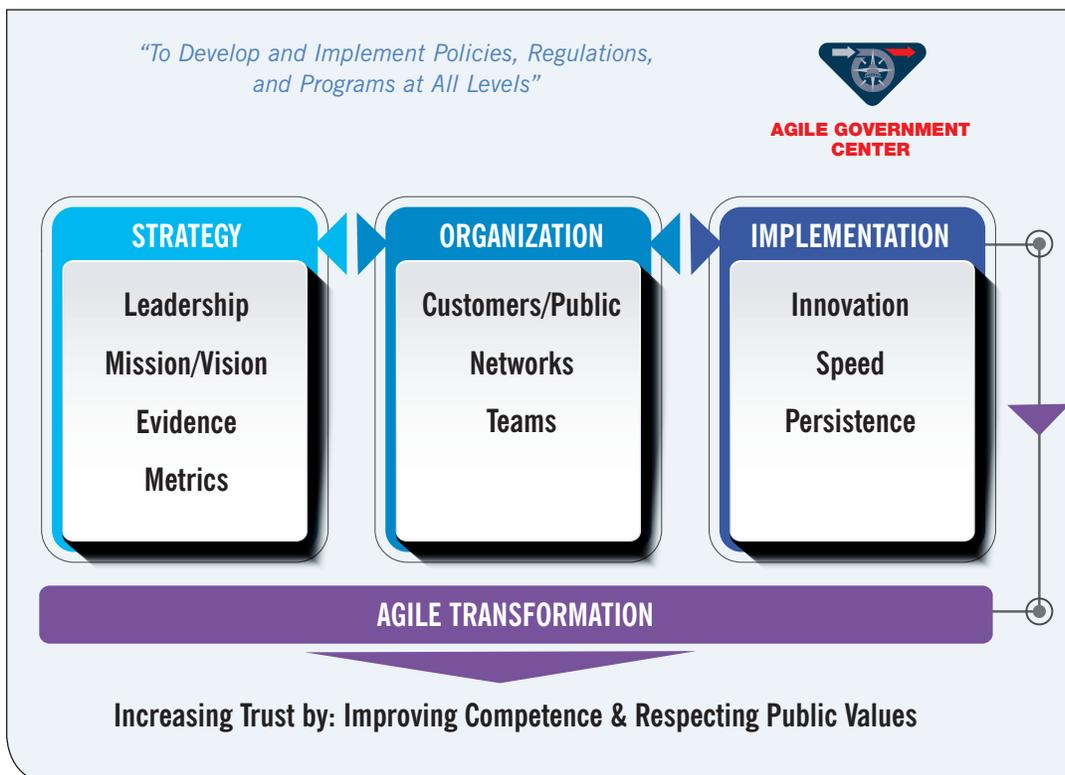 “To Develop and Implement Policies, Regulations,
and Programs at All Levels”
AGILE GOVERNMENT
CENTER
STRATEGY
Leadership
Mission/Vision
Evidence
Metrics
ORGANIZATION
Customers/Public
Networks
Teams
IMPLEMENTATION
Innovation
Speed
Persistence
AGILE TRANSFORMATION
Increasing Trust by: Improving Competence & Respecting Public Values